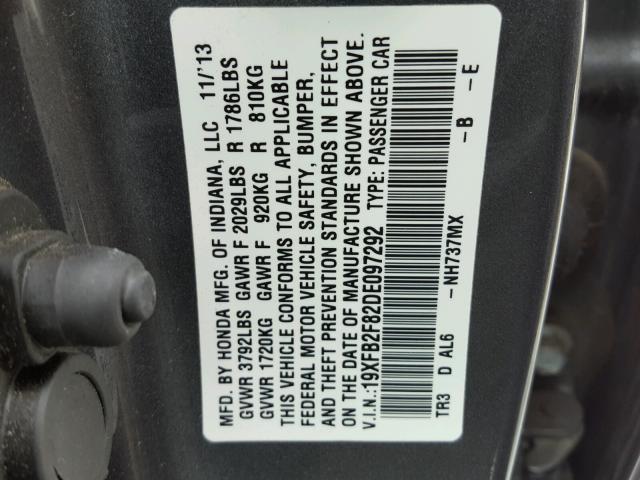 MFD. BY HONDA MFG. OF INDIANA, LLC 11/'13
GVWR 3792LBS GAWR F 2029LBS R 1786LBS
GVWR 1720KG GAWR F 920KG R 810KG
THIS VEHICLE CONFORMS TO ALL APPLICABLE
FEDERAL MOTOR VEHICLE SAFETY, BUMPER,
AND THEFT PREVENTION STANDARDS IN EFFECT
ON THE DATE OF MANUFACTURE SHOWN ABOVE.
V.I.N.:19XFB2F82DE097292 TYPE: PASSENGER CAR
TR3 D AL6 -NH737MX -B -E